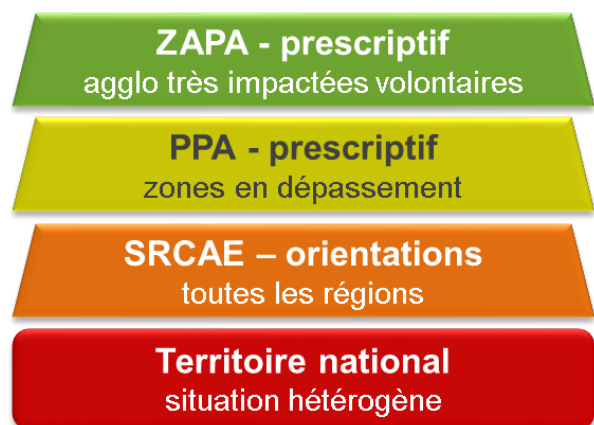 ZAPA - prescriptif
agglo très impactées volontaires
PPA - prescriptif
zones en dépassement
SRCAE – orientations
toutes les régions
Territoire national
situation hétérogène